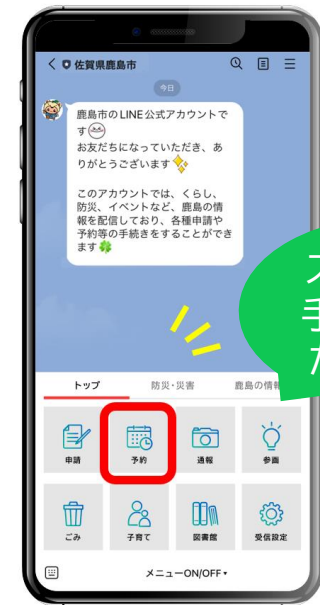 佐賀県鹿島市
今日
鹿島市のLINE公式アカウントで
す
お友だちになっていただき、あ
りがとうございます
このアカウントでは、くらし、
防災、イベントなど、鹿島の情
報を配信しており、各種申請や
予約等の手続きをすることができ
ます
トップ
防災・災害
鹿島の情報
申請
予約
通報
参画
ごみ
子育て
図書館
受信設定
メニューON/OFF▾
手